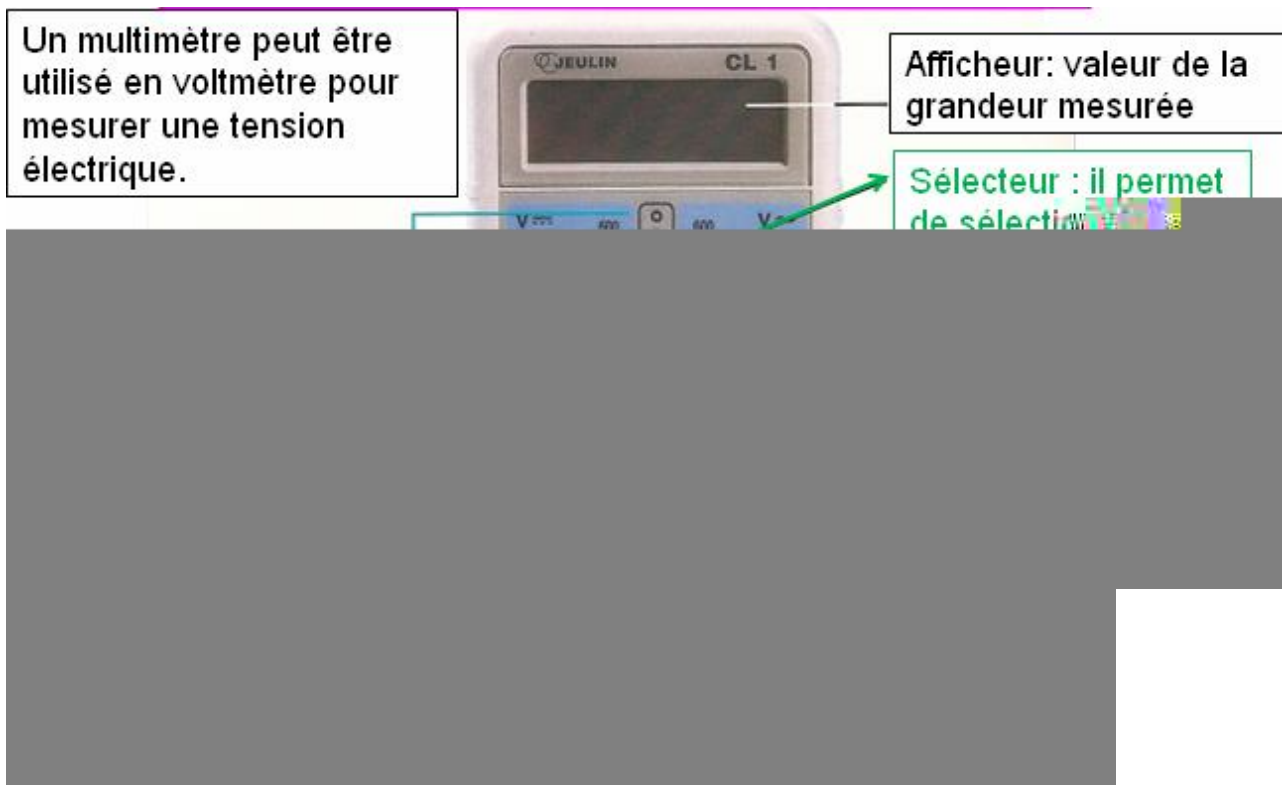 Un multimètre peut être
utilisé en voltmètre pour
mesurer une tension
électrique.
JEULIN CL 1
Afficheur: valeur de la
grandeur mesurée
Sélecteur : il permet
de
V 600 600 V